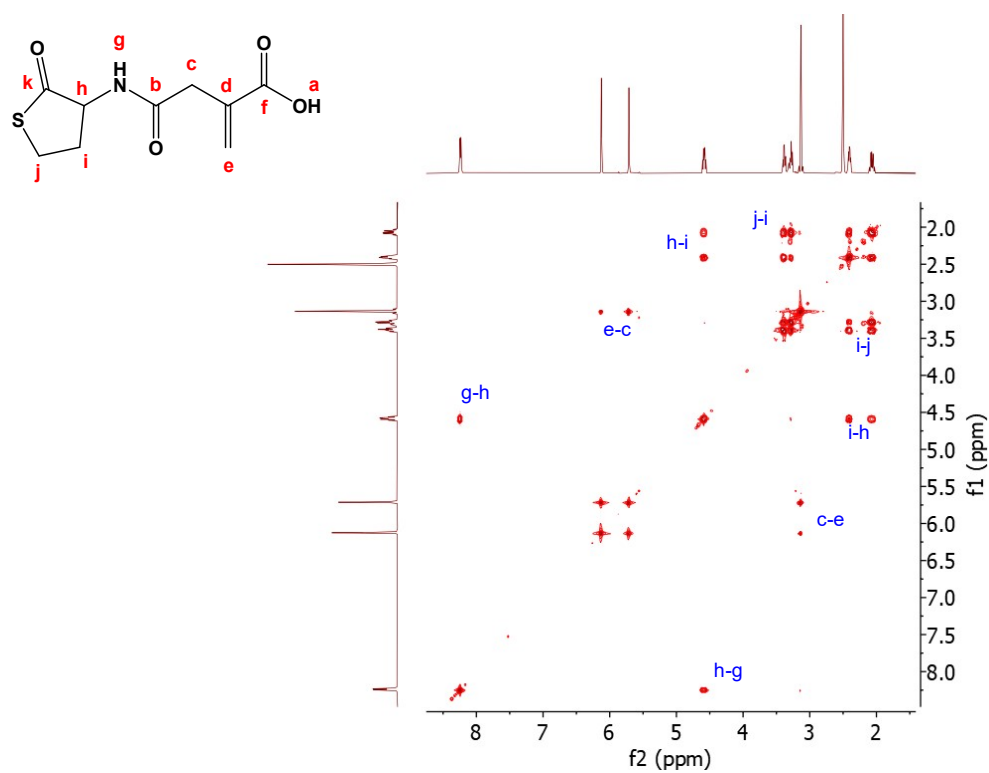 O
g
H
N
c
O
a
k
h
b
d
f
OH
S
O
e
i
j
j-i
h-i
e-c
i-j
g-h
i-h
c-e
h-g
2.0
2.5
3.0
3.5
4.0
4.5
5.0
5.5
6.0
6.5
7.0
7.5
8.0
f1 (ppm)
8 7 6 5 4 3 2
f2 (ppm)